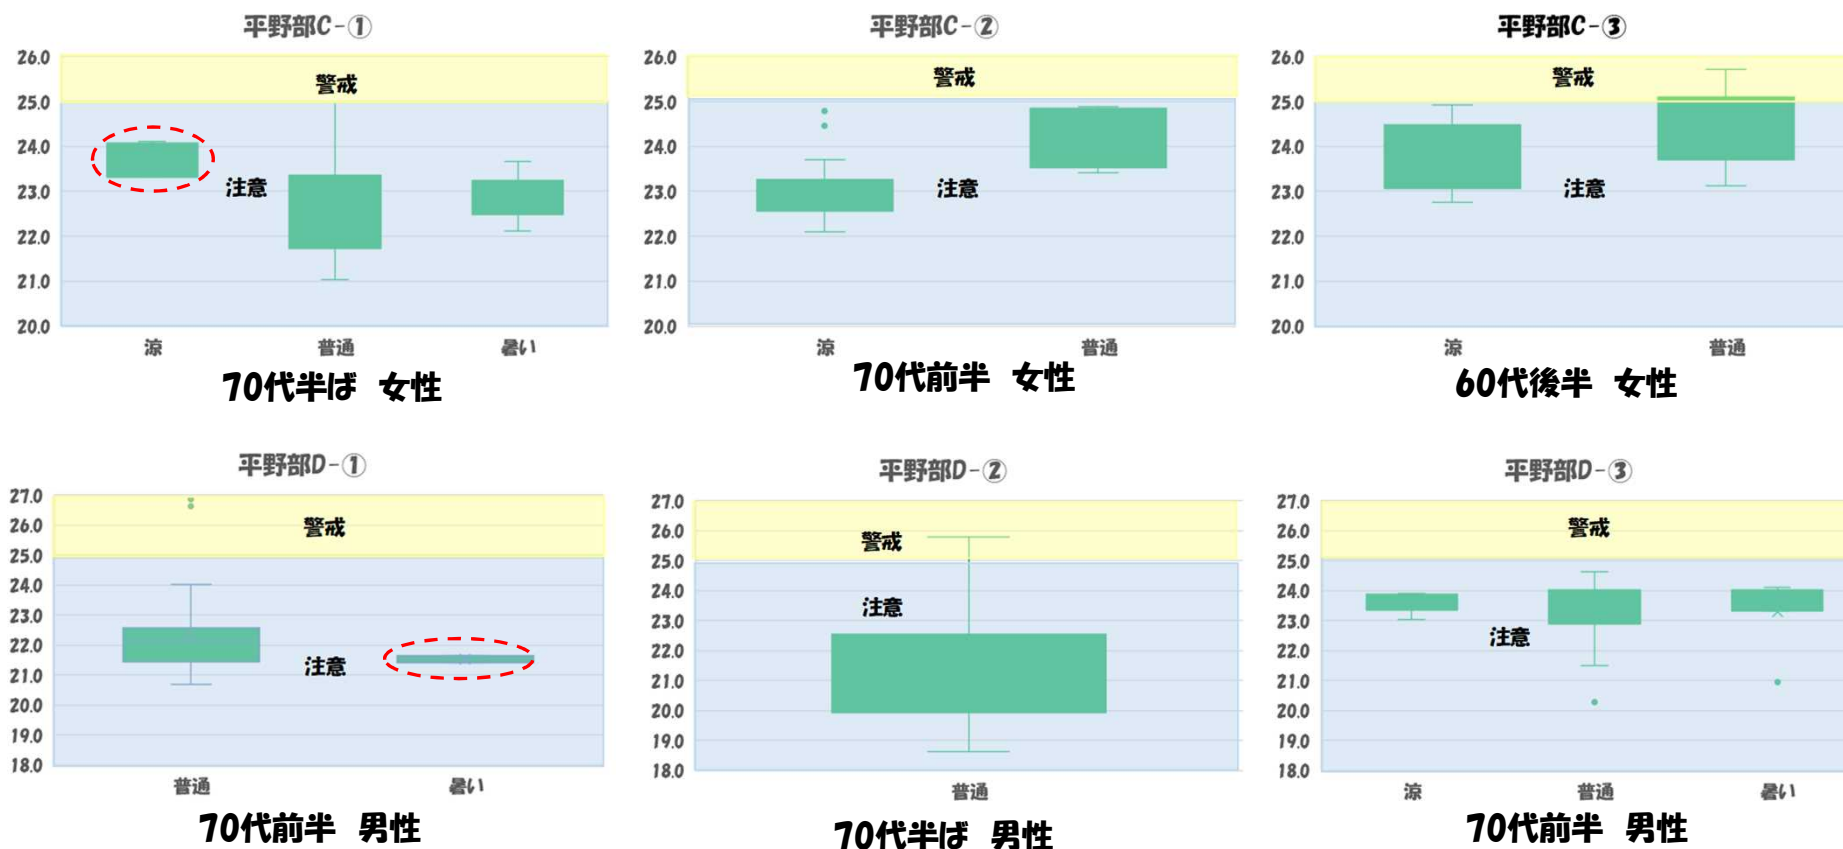 平野部C-①
26.0
25.0
24.0
23.0
22.0
21.0
20.0
警戒
注意
涼 普通 暑い
70代半ば 女性
平野部C-②
26.0
25.0
24.0
23.0
22.0
21.0
20.0
警戒
注意
涼 普通
70代前半 女性
平野部C-③
26.0
25.0
24.0
23.0
22.0
21.0
20.0
警戒
注意
涼 普通
60代後半 女性
平野部D-①
27.0
26.0
25.0
24.0
23.0
22.0
21.0
20.0
19.0
18.0
警戒
注意
普通 暑い
70代前半 男性
平野部D-②
27.0
26.0
25.0
24.0
23.0
22.0
21.0
20.0
19.0
18.0
警戒
注意
普通
70代半ば 男性
平野部D-③
27.0
26.0
25.0
24.0
23.0
22.0
21.0
20.0
19.0
18.0
警戒
注意
涼 普通 暑い
70代前半 男性